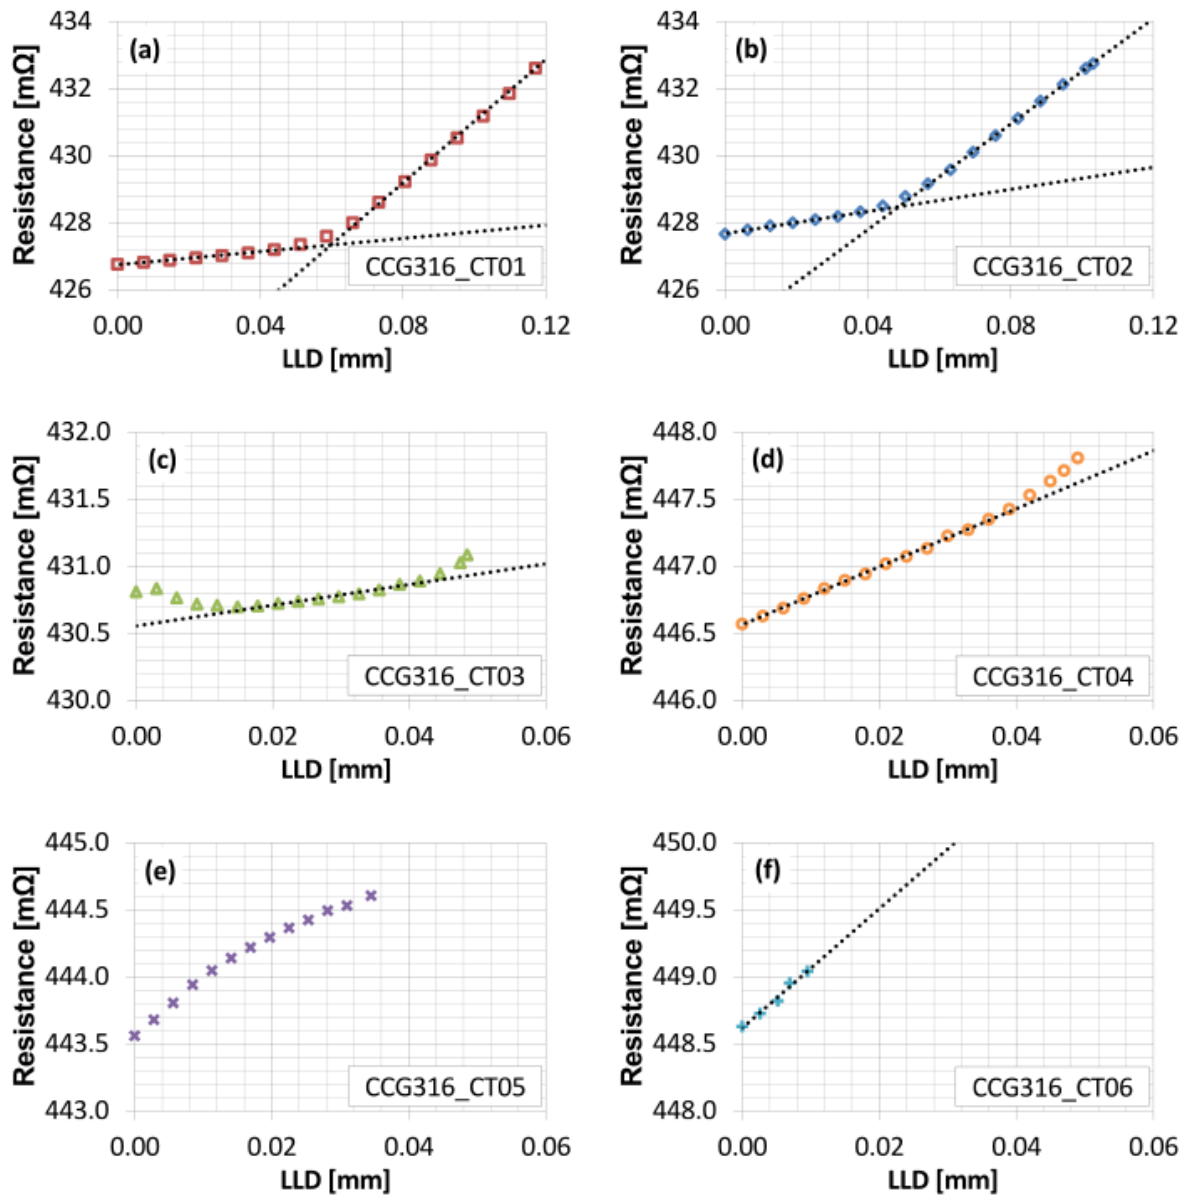 (a)
Resistance [mΩ]
434
432
430
428
426
0.00 0.04 0.08 0.12
LLD [mm]
CCG316_CT01
(b)
Resistance [mΩ]
434
432
430
428
426
0.00 0.04 0.08 0.12
LLD [mm]
CCG316_CT02
(c)
Resistance [mΩ]
432.0
431.5
431.0
430.5
430.0
0.00 0.02 0.04 0.06
LLD [mm]
CCG316_CT03
(d)
Resistance [mΩ]
448.0
447.5
447.0
446.5
446.0
0.00 0.02 0.04 0.06
LLD [mm]
CCG316_CT04
(e)
Resistance [mΩ]
445.0
444.5
444.0
443.5
443.0
0.00 0.02 0.04 0.06
LLD [mm]
CCG316_CT05
(f)
Resistance [mΩ]
450.0
449.5
449.0
448.5
448.0
0.00 0.02 0.04 0.06
LLD [mm]
CCG316_CT06